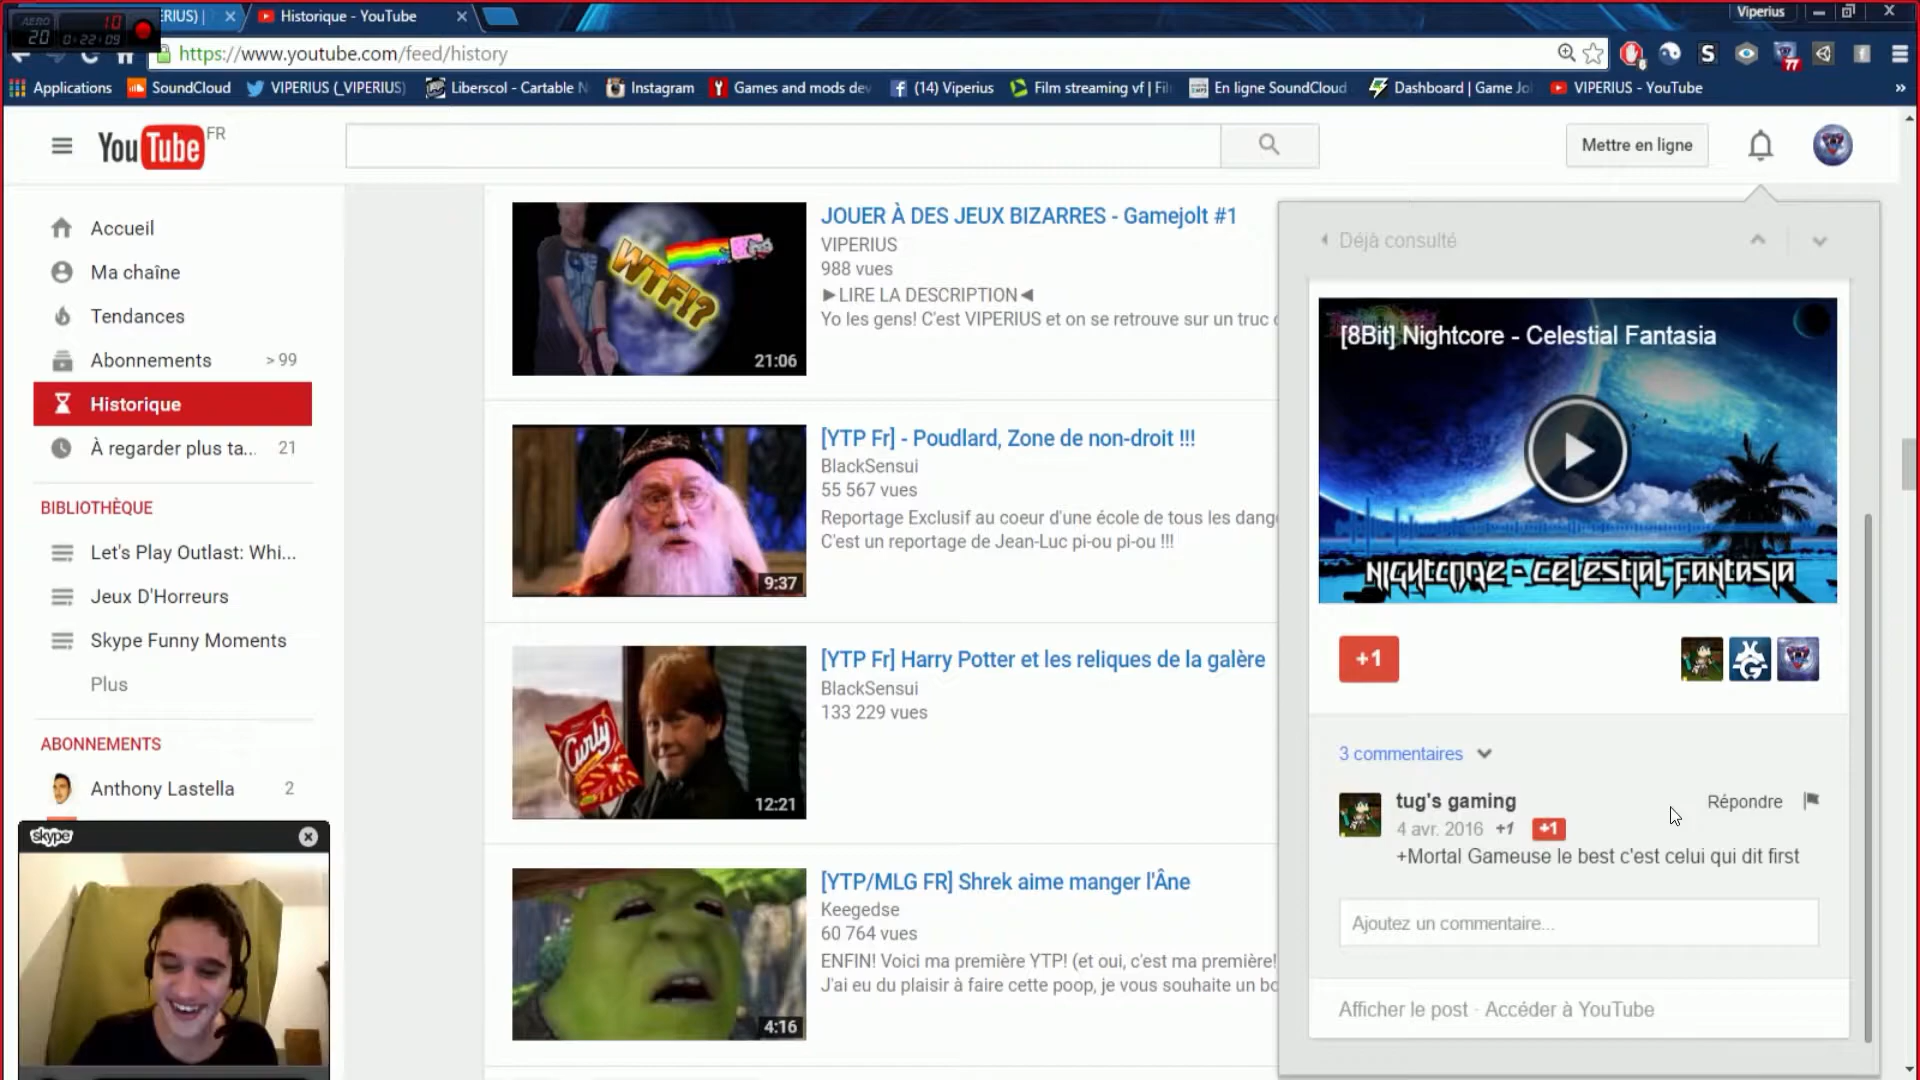 AERO
20
10
0:22:09
ERIUS) |
Historique - YouTube
Viperius
https://www.youtube.com/feed/history
6
S
77
Applications
SoundCloud
VIPERIUS (_VIPERIUS)
Liberscol - Cartable N
Instagram
Games and mods dev
(14) Viperius
Film streaming vf | Fil
En ligne SoundCloud
Dashboard | Game Jo
VIPERIUS - YouTube
»
YouTube FR
Mettre en ligne
Accueil
Ma chaîne
Tendances
Abonnements > 99
Historique
À regarder plus ta... 21
BIBLIOTHÈQUE
Let's Play Outlast: Whi...
Jeux D'Horreurs
Skype Funny Moments
Plus
ABONNEMENTS
Anthony Lastella 2
skype
WTF!?
21:06
JOUER À DES JEUX BIZARRES - Gamejolt #1
VIPERIUS
988 vues
►LIRE LA DESCRIPTION◄
Yo les gens! C'est VIPERIUS et on se retrouve sur un truc
9:37
[YTP Fr] - Poudlard, Zone de non-droit !!!
BlackSensui
55 567 vues
Reportage Exclusif au coeur d'une école de tous les dang
C'est un reportage de Jean-Luc pi-ou pi-ou !!!
Curly
12:21
[YTP Fr] Harry Potter et les reliques de la galère
BlackSensui
133 229 vues
4:16
[YTP/MLG FR] Shrek aime manger l'Âne
Keegedse
60 764 vues
ENFIN! Voici ma première YTP! (et oui, c'est ma première!
J'ai eu du plaisir à faire cette poop, je vous souhaite un bo
Déjà consulté
[8Bit] Nightcore - Celestial Fantasia
NIGHTCORE - CELESTIAL FANTASIA
+1
3 commentaires
tug's gaming
Répondre
4 avr. 2016 +1 +1
+Mortal Gameuse le best c'est celui qui dit first
Ajoutez un commentaire...
Afficher le post · Accéder à YouTube